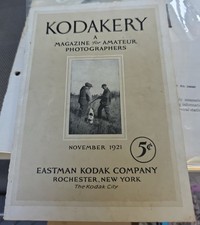 KODAKERY
A
MAGAZINE for AMATEUR
PHOTOGRAPHERS
NOVEMBER 1921
5¢
EASTMAN KODAK COMPANY
ROCHESTER, NEW YORK
The Kodak City